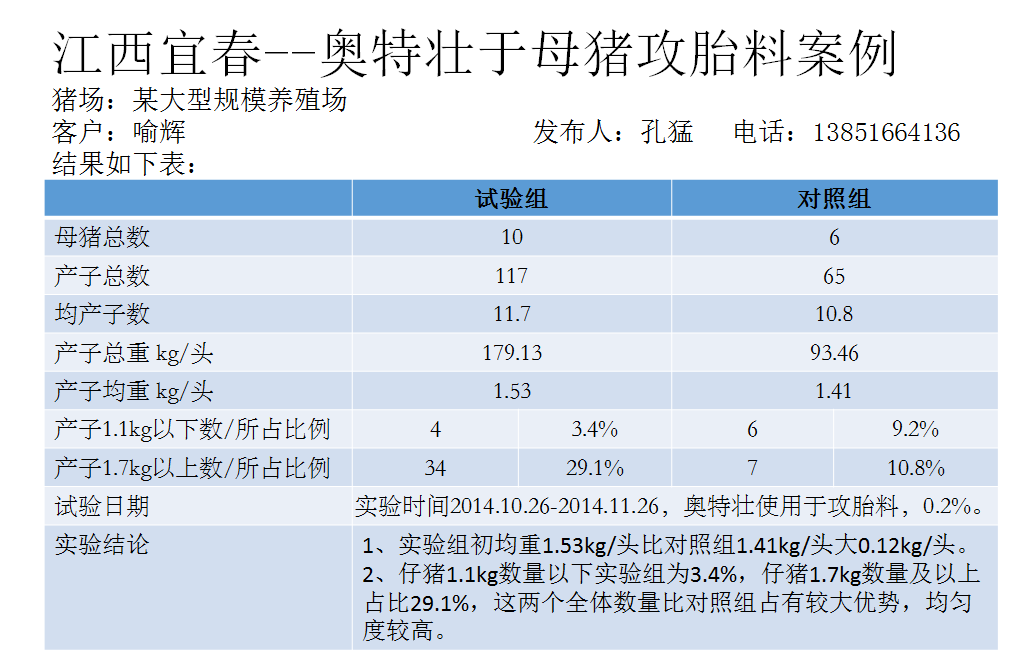 江西宜春--奥特壮于母猪攻胎料案例
猪场：某大型规模养殖场
客户：喻辉 发布人：孔猛 电话：13851664136
结果如下表：
试验组 对照组
母猪总数 10 6
产子总数 117 65
均产子数 11.7 10.8
产子总重 kg/头 179.13 93.46
产子均重 kg/头 1.53 1.41
产子1.1kg以下数/所占比例 4 3.4% 6 9.2%
产子1.7kg以上数/所占比例 34 29.1% 7 10.8%
试验日期 实验时间2014.10.26-2014.11.26，奥特壮使用于攻胎料，0.2%。
实验结论 1、实验组初均重1.53kg/头比对照组1.41kg/头大0.12kg/头。
2、仔猪1.1kg数量以下实验组为3.4%，仔猪1.7kg数量及以上
占比29.1%，这两个全体数量比对照组占有较大优势，均匀
度较高。